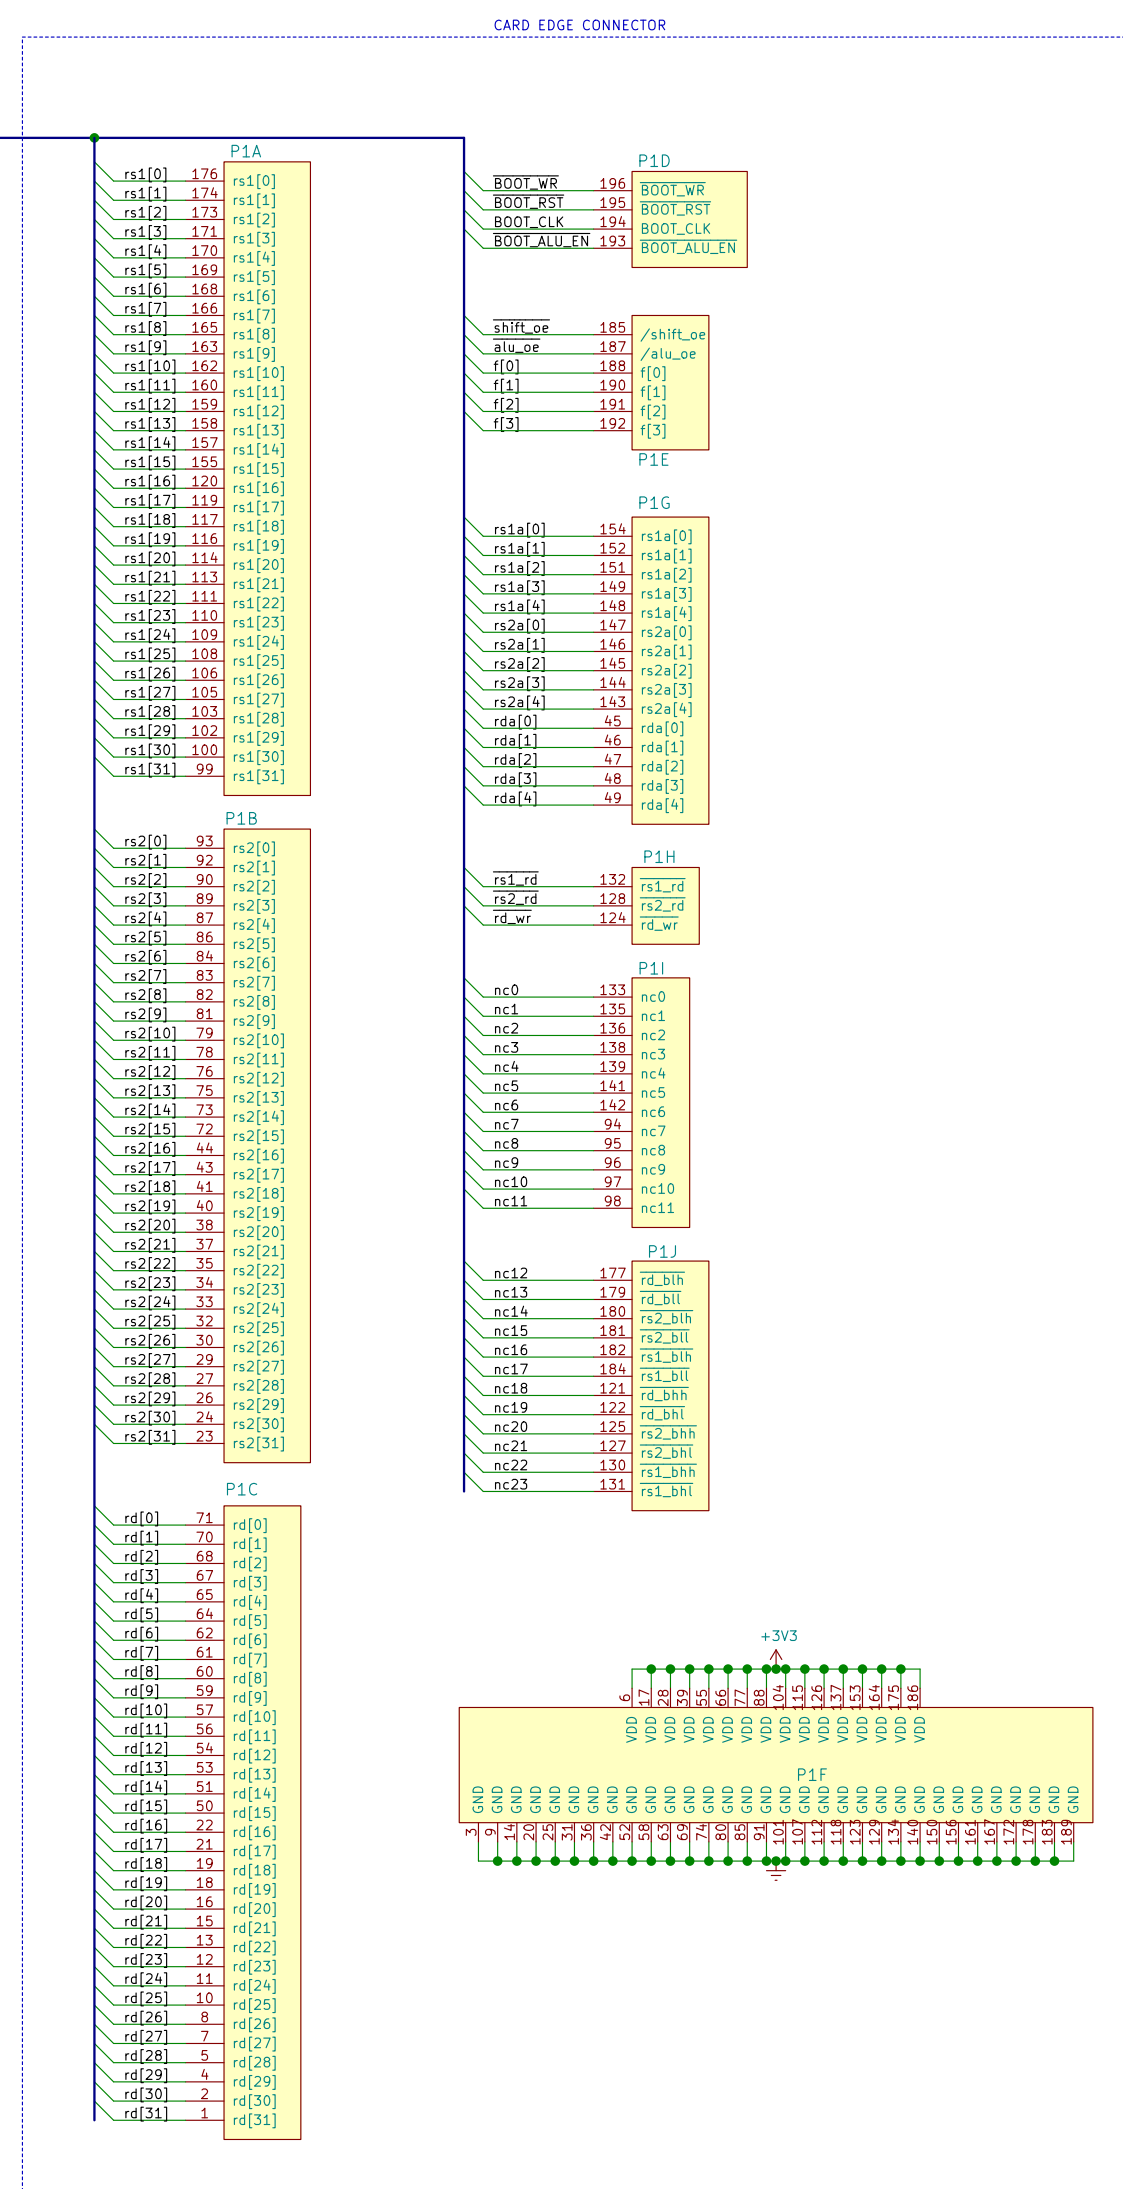 CARD EDGE CONNECTOR
P1A
rs1[0] 176 rs1[0]
rs1[1] 174 rs1[1]
rs1[2] 173 rs1[2]
rs1[3] 171 rs1[3]
rs1[4] 170 rs1[4]
rs1[5] 169 rs1[5]
rs1[6] 168 rs1[6]
rs1[7] 166 rs1[7]
rs1[8] 165 rs1[8]
rs1[9] 163 rs1[9]
rs1[10] 162 rs1[10]
rs1[11] 160 rs1[11]
rs1[12] 159 rs1[12]
rs1[13] 158 rs1[13]
rs1[14] 157 rs1[14]
rs1[15] 155 rs1[15]
rs1[16] 120 rs1[16]
rs1[17] 119 rs1[17]
rs1[18] 117 rs1[18]
rs1[19] 116 rs1[19]
rs1[20] 114 rs1[20]
rs1[21] 113 rs1[21]
rs1[22] 111 rs1[22]
rs1[23] 110 rs1[23]
rs1[24] 109 rs1[24]
rs1[25] 108 rs1[25]
rs1[26] 106 rs1[26]
rs1[27] 105 rs1[27]
rs1[28] 103 rs1[28]
rs1[29] 102 rs1[29]
rs1[30] 100 rs1[30]
rs1[31] 99 rs1[31]
P1B
rs2[0] 93 rs2[0]
rs2[1] 92 rs2[1]
rs2[2] 90 rs2[2]
rs2[3] 89 rs2[3]
rs2[4] 87 rs2[4]
rs2[5] 86 rs2[5]
rs2[6] 84 rs2[6]
rs2[7] 83 rs2[7]
rs2[8] 82 rs2[8]
rs2[9] 81 rs2[9]
rs2[10] 79 rs2[10]
rs2[11] 78 rs2[11]
rs2[12] 76 rs2[12]
rs2[13] 75 rs2[13]
rs2[14] 73 rs2[14]
rs2[15] 72 rs2[15]
rs2[16] 44 rs2[16]
rs2[17] 43 rs2[17]
rs2[18] 41 rs2[18]
rs2[19] 40 rs2[19]
rs2[20] 38 rs2[20]
rs2[21] 37 rs2[21]
rs2[22] 35 rs2[22]
rs2[23] 34 rs2[23]
rs2[24] 33 rs2[24]
rs2[25] 32 rs2[25]
rs2[26] 30 rs2[26]
rs2[27] 29 rs2[27]
rs2[28] 27 rs2[28]
rs2[29] 26 rs2[29]
rs2[30] 24 rs2[30]
rs2[31] 23 rs2[31]
P1C
rd[0] 71 rd[0]
rd[1] 70 rd[1]
rd[2] 68 rd[2]
rd[3] 67 rd[3]
rd[4] 65 rd[4]
rd[5] 64 rd[5]
rd[6] 62 rd[6]
rd[7] 61 rd[7]
rd[8] 60 rd[8]
rd[9] 59 rd[9]
rd[10] 57 rd[10]
rd[11] 56 rd[11]
rd[12] 54 rd[12]
rd[13] 53 rd[13]
rd[14] 51 rd[14]
rd[15] 50 rd[15]
rd[16] 22 rd[16]
rd[17] 21 rd[17]
rd[18] 19 rd[18]
rd[19] 18 rd[19]
rd[20] 16 rd[20]
rd[21] 15 rd[21]
rd[22] 13 rd[22]
rd[23] 12 rd[23]
rd[24] 11 rd[24]
rd[25] 10 rd[25]
rd[26] 8 rd[26]
rd[27] 7 rd[27]
rd[28] 5 rd[28]
rd[29] 4 rd[29]
rd[30] 2 rd[30]
rd[31] 1 rd[31]
P1D
BOOT_WR 196 BOOT_WR
BOOT_RST 195 BOOT_RST
BOOT_CLK 194 BOOT_CLK
BOOT_ALU_EN 193 BOOT_ALU_EN
shift_oe 185 /shift_oe
alu_oe 187 /alu_oe
f[0] 188 f[0]
f[1] 190 f[1]
f[2] 191 f[2]
f[3] 192 f[3]
P1E
P1G
rs1a[0] 154 rs1a[0]
rs1a[1] 152 rs1a[1]
rs1a[2] 151 rs1a[2]
rs1a[3] 149 rs1a[3]
rs1a[4] 148 rs1a[4]
rs2a[0] 147 rs2a[0]
rs2a[1] 146 rs2a[1]
rs2a[2] 145 rs2a[2]
rs2a[3] 144 rs2a[3]
rs2a[4] 143 rs2a[4]
rda[0] 45 rda[0]
rda[1] 46 rda[1]
rda[2] 47 rda[2]
rda[3] 48 rda[3]
rda[4] 49 rda[4]
P1H
rs1_rd 132 rs1_rd
rs2_rd 128 rs2_rd
rd_wr 124 rd_wr
P1I
nc0 133 nc0
nc1 135 nc1
nc2 136 nc2
nc3 138 nc3
nc4 139 nc4
nc5 141 nc5
nc6 142 nc6
nc7 94 nc7
nc8 95 nc8
nc9 96 nc9
nc10 97 nc10
nc11 98 nc11
P1J
nc12 177 rd_blh
nc13 179 rd_bll
nc14 180 rs2_blh
nc15 181 rs2_bll
nc16 182 rs1_blh
nc17 184 rs1_bll
nc18 121 rd_bhh
nc19 122 rd_bhl
nc20 125 rs2_bhh
nc21 127 rs2_bhl
nc22 130 rs1_bhh
nc23 131 rs1_bhl
+3V3
6 17 28 39 55 66 77 88 104 115 126 137 153 164 175 186
VDD VDD VDD VDD VDD VDD VDD VDD VDD VDD VDD VDD VDD VDD VDD VDD
P1F
GND GND GND GND GND GND GND GND GND GND GND GND GND GND GND GND GND GND GND GND GND GND GND GND GND GND GND GND GND GND GND GND
3 9 14 20 25 31 36 42 52 58 63 69 74 80 85 91 101 107 112 118 123 129 134 140 150 156 161 167 172 178 183 189